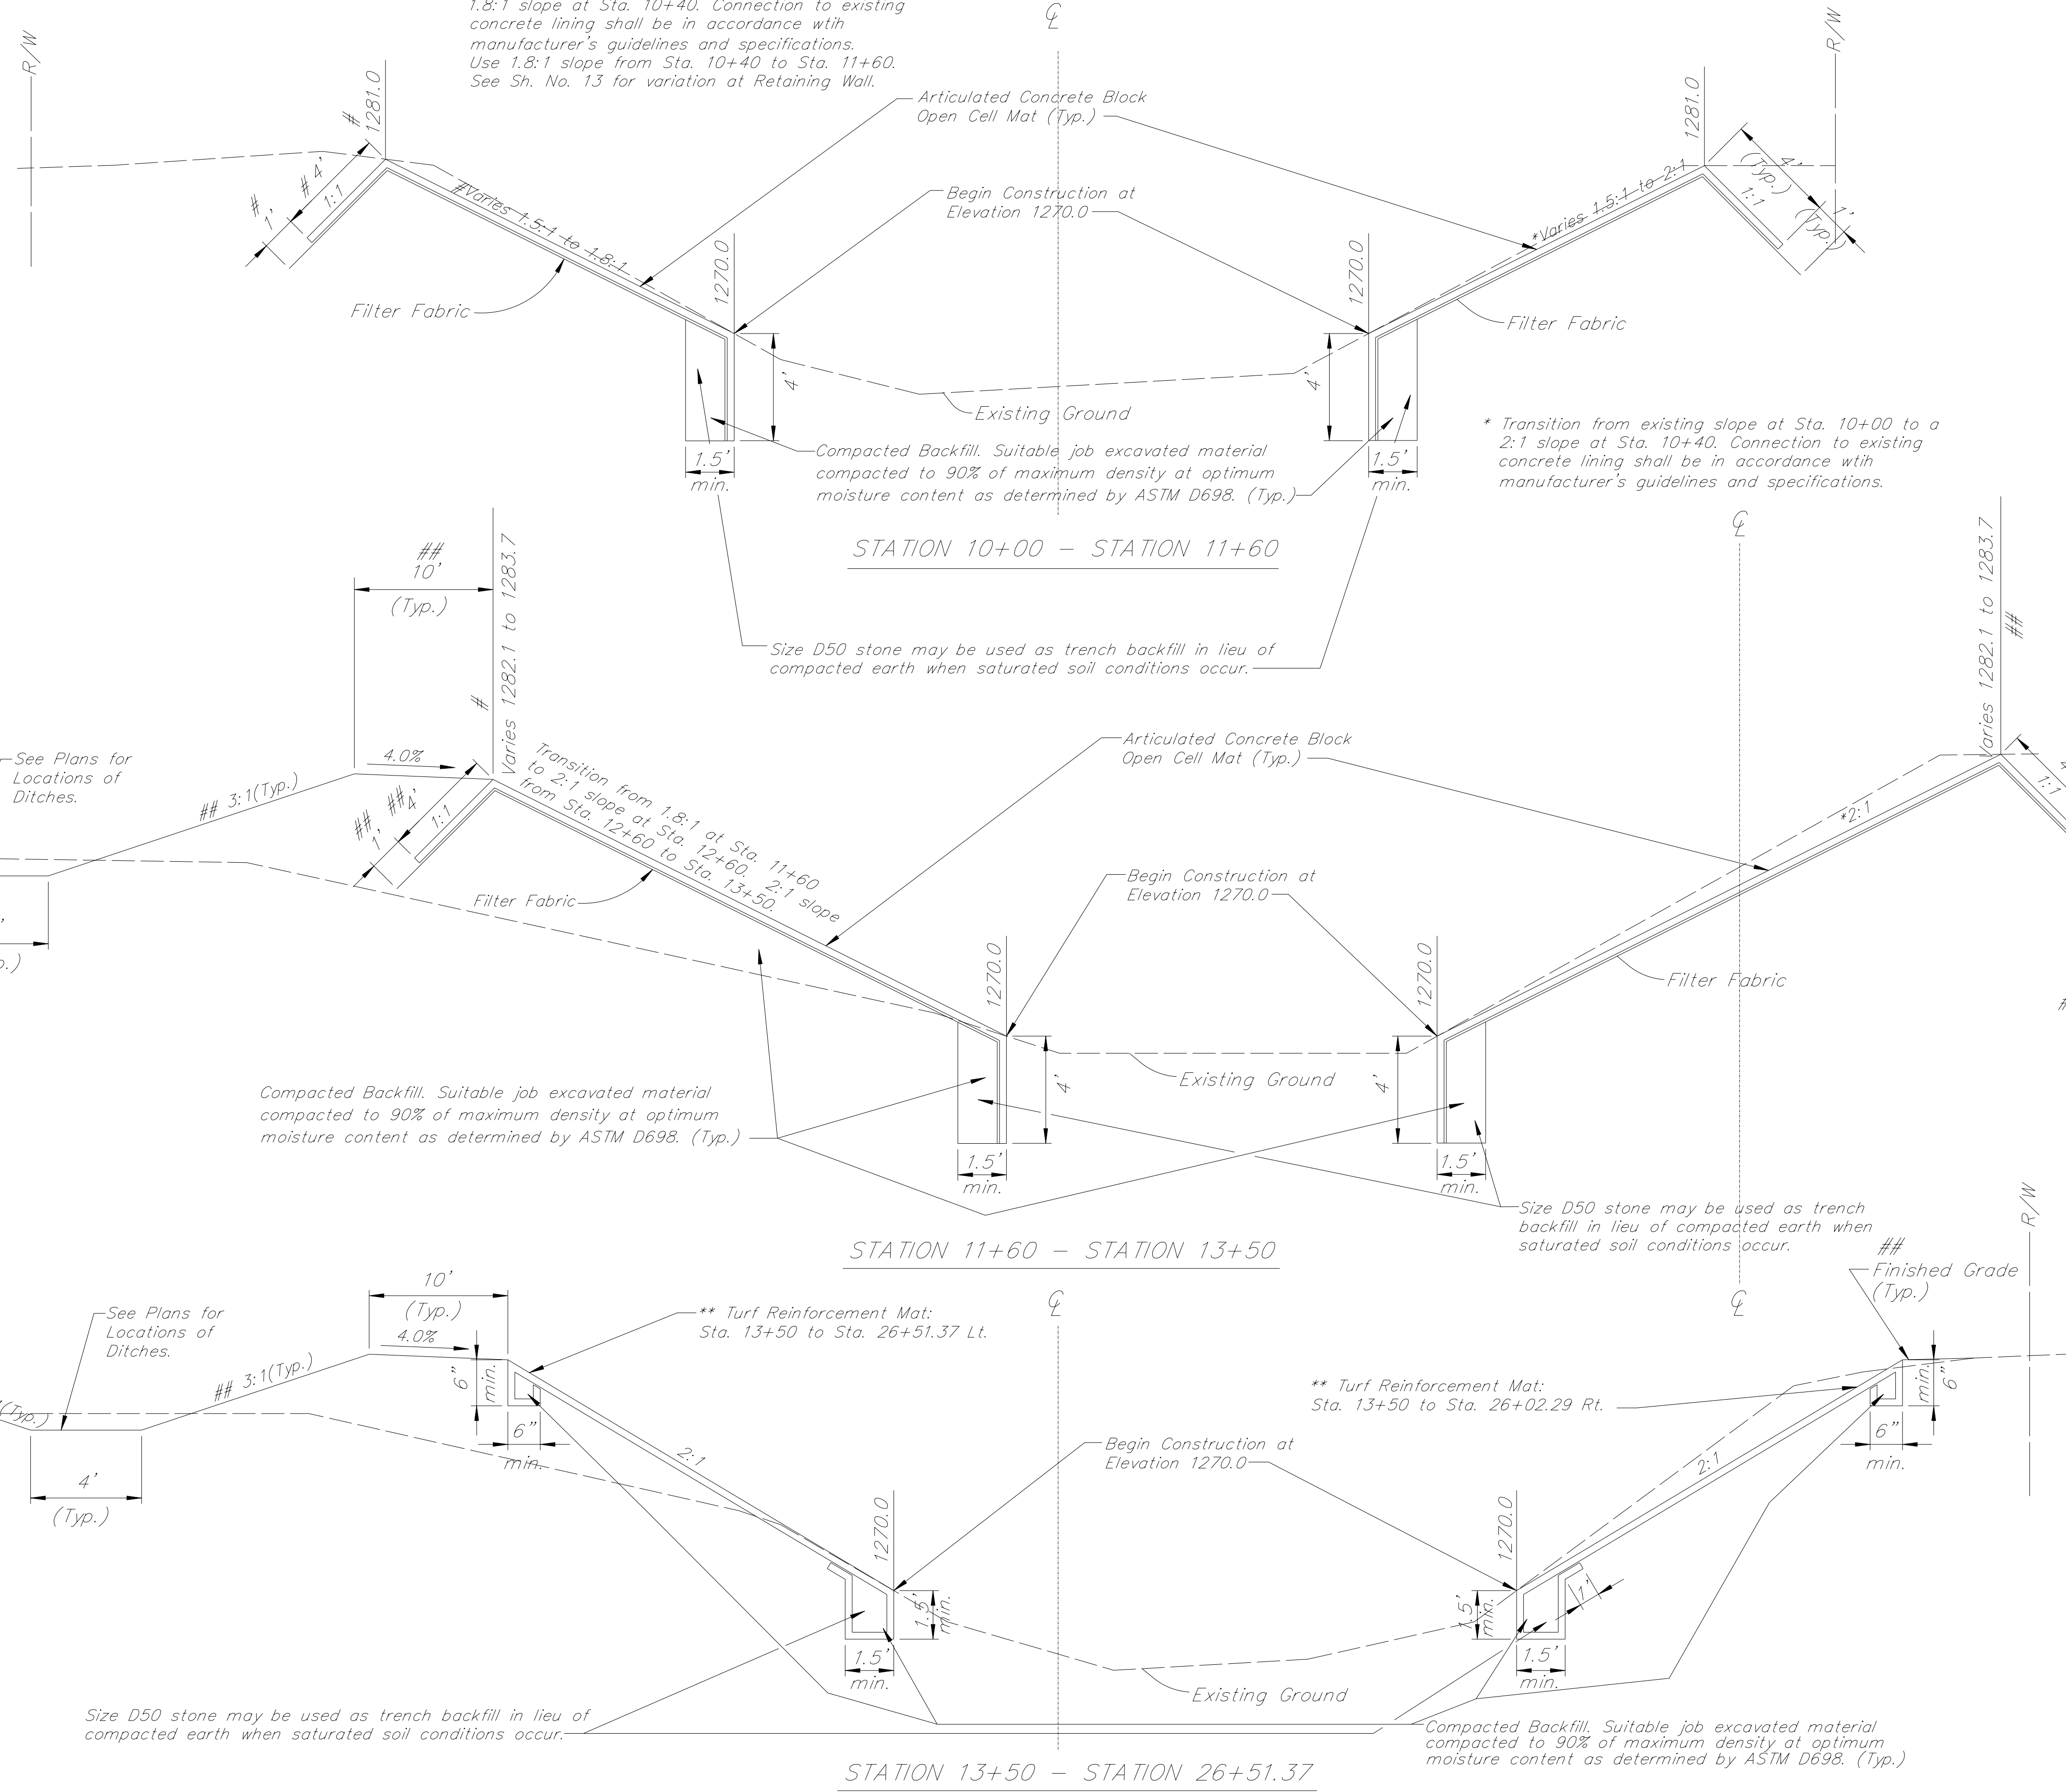 1.8:1 slope at Sta. 10+40. Connection to existing
concrete lining shall be in accordance wtih
manufacturer's guidelines and specifications.
Use 1.8:1 slope from Sta. 10+40 to Sta. 11+60.
See Sh. No. 13 for variation at Retaining Wall.
R/W
℄
R/W
#
1281.0
1281.0
Articulated Concrete Block
Open Cell Mat (Typ.)
# 4'
1:1
#
1'
#Varies 1.5:1 to 1.8:1
Begin Construction at
Elevation 1270.0
*Varies 1.5:1 to 2:1
4'
(Typ.)
1:1
1'
(Typ.)
Filter Fabric
1270.0
1270.0
Filter Fabric
4'
4'
Existing Ground
Compacted Backfill. Suitable job excavated material
compacted to 90% of maximum density at optimum
moisture content as determined by ASTM D698. (Typ.)
1.5'
min.
1.5'
min.
* Transition from existing slope at Sta. 10+00 to a
2:1 slope at Sta. 10+40. Connection to existing
concrete lining shall be in accordance wtih
manufacturer's guidelines and specifications.
STATION 10+00 - STATION 11+60
Size D50 stone may be used as trench backfill in lieu of
compacted earth when saturated soil conditions occur.
##
10'
(Typ.)
#
Varies 1282.1 to 1283.7
℄
Varies 1282.1 to 1283.7
##
See Plans for
Locations of
Ditches.
## 3:1(Typ.)
4.0%
## 4'
1:1
##
1'
Transition from 1.8:1 at Sta. 11+60
to 2:1 slope at Sta. 12+60. 2:1 slope
from Sta. 12+60 to Sta. 13+50.
Filter Fabric
Articulated Concrete Block
Open Cell Mat (Typ.)
*2:1
1:1
Begin Construction at
Elevation 1270.0
1270.0
1270.0
Filter Fabric
4'
4'
Existing Ground
Compacted Backfill. Suitable job excavated material
compacted to 90% of maximum density at optimum
moisture content as determined by ASTM D698. (Typ.)
1.5'
min.
1.5'
min.
Size D50 stone may be used as trench
backfill in lieu of compacted earth when
saturated soil conditions occur.
STATION 11+60 - STATION 13+50
R/W
See Plans for
Locations of
Ditches.
10'
(Typ.)
4.0%
## 3:1(Typ.)
6"
min.
6"
min.
** Turf Reinforcement Mat:
Sta. 13+50 to Sta. 26+51.37 Lt.
℄
℄
##
Finished Grade
(Typ.)
** Turf Reinforcement Mat:
Sta. 13+50 to Sta. 26+02.29 Rt.
6"
min.
6"
min.
(Typ.)
4'
(Typ.)
2:1
Begin Construction at
Elevation 1270.0
2:1
1270.0
1270.0
1.5'
min.
1.5'
min.
1'
1.5'
min.
1.5'
min.
Existing Ground
Size D50 stone may be used as trench backfill in lieu of
compacted earth when saturated soil conditions occur.
Compacted Backfill. Suitable job excavated material
compacted to 90% of maximum density at optimum
moisture content as determined by ASTM D698. (Typ.)
STATION 13+50 - STATION 26+51.37